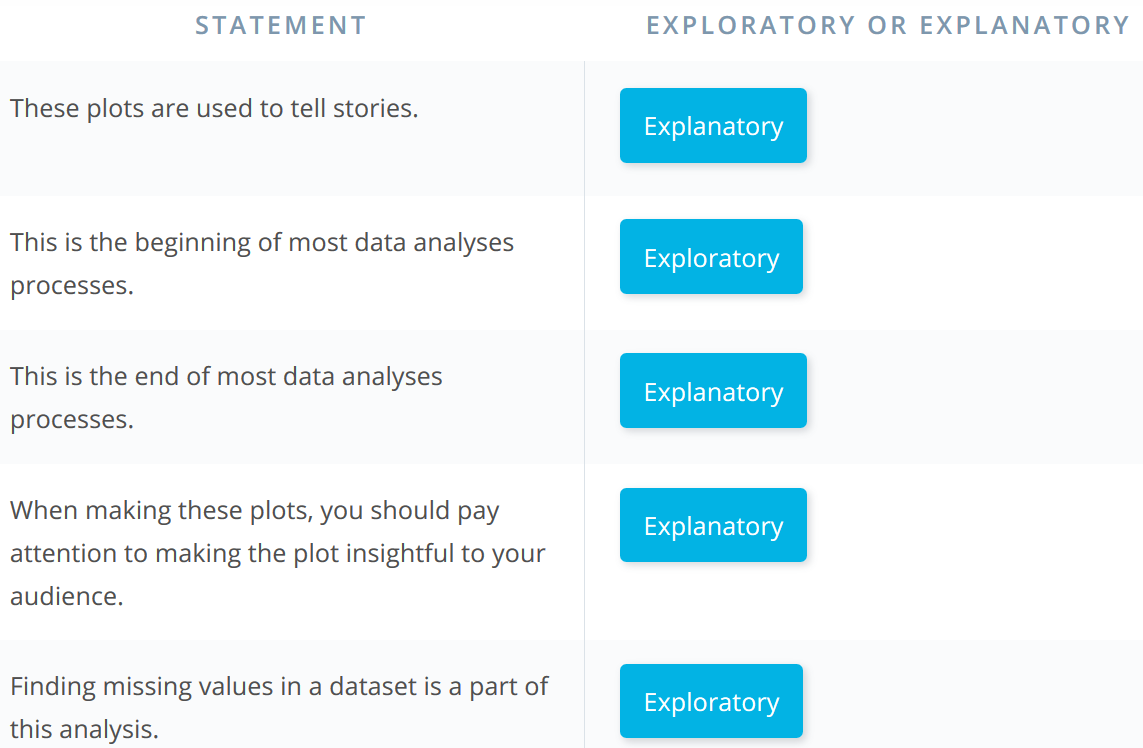 STATEMENT
EXPLORATORY OR EXPLANATORY
These plots are used to tell stories.
Explanatory
This is the beginning of most data analyses
processes.
Exploratory
This is the end of most data analyses
processes.
Explanatory
When making these plots, you should pay
attention to making the plot insightful to your
audience.
Explanatory
Finding missing values in a dataset is a part of
this analysis.
Exploratory